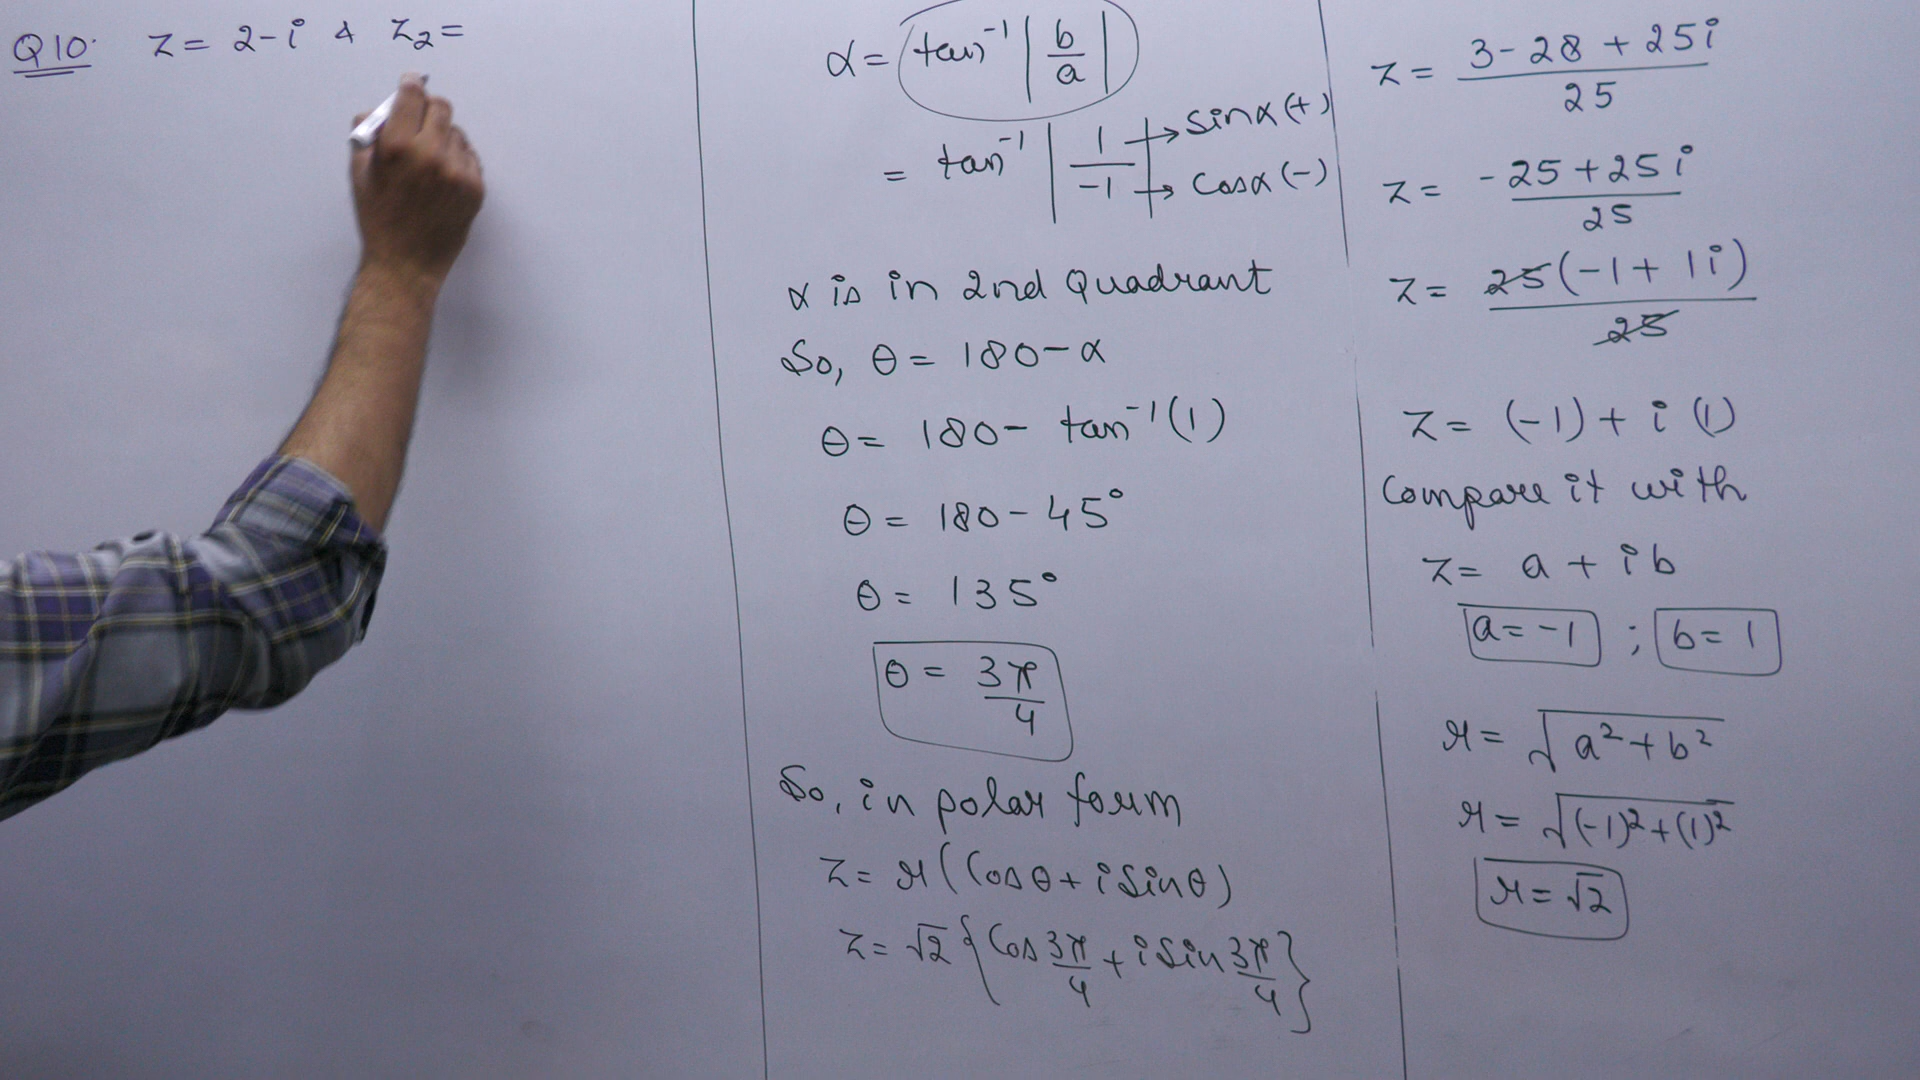 Q10. z = 2-i & z₂ =
α = tan⁻¹ |b/a|
= tan⁻¹ |1/-1| → sinα (+)
→ cosα (-)
α is in 2nd Quadrant
So, θ = 180-α
θ = 180- tan⁻¹(1)
θ = 180-45°
θ = 135°
θ = 3π/4
So, in polar form
z = r(Cosθ + i Sinθ)
z = √2 {Cos 3π/4 + i Sin 3π/4}
z = 3-28+25i/25
z = -25+25i/25
z = 25(-1+1i)/25
z = (-1) + i(1)
Compare it with
z = a + ib
a = -1 ; b = 1
r = √a²+b²
r = √(-1)²+(1)²
r = √2